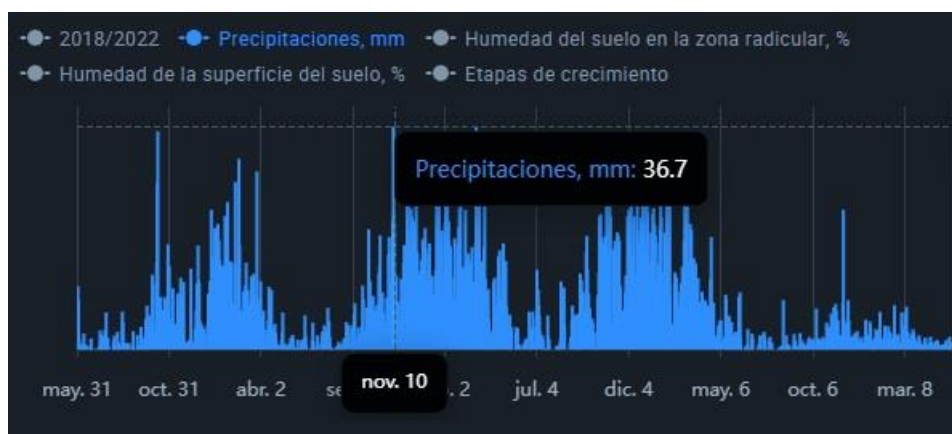 2018/2022 Precipitaciones, mm Humedad del suelo en la zona radicular, %
Humedad de la superficie del suelo, % Etapas de crecimiento
Precipitaciones, mm: 36.7
may. 31 oct. 31 abr. 2 nov. 10 . 2 jul. 4 dic. 4 may. 6 oct. 6 mar. 8